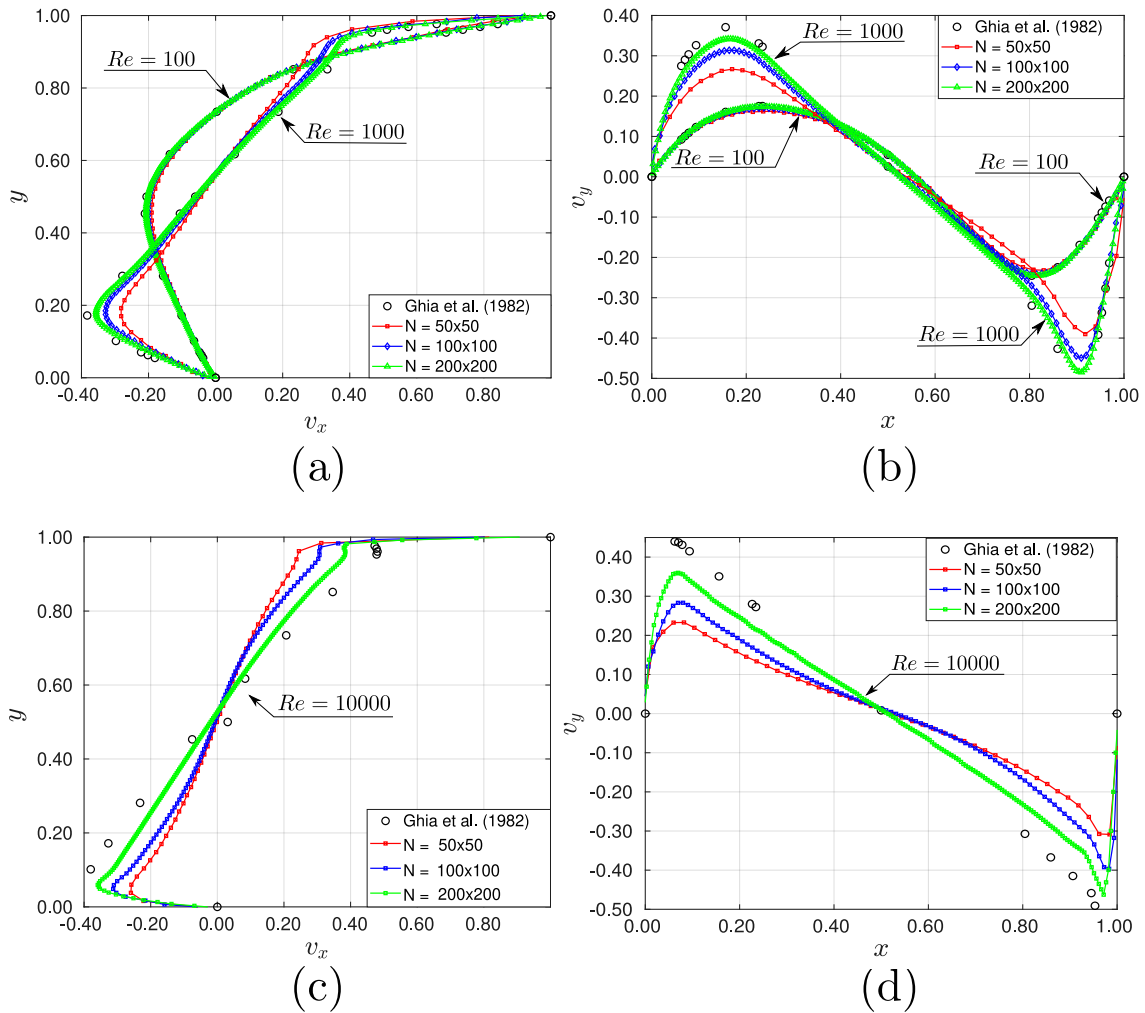 1.00
0.80
0.60
0.40
0.20
0.00
y
-0.40 -0.20 0.00 0.20 0.40 0.60 0.80
v_x
Re = 100
Re = 1000
Ghia et al. (1982)
N = 50x50
N = 100x100
N = 200x200
(a)
0.40
0.30
0.20
0.10
0.00
-0.10
-0.20
-0.30
-0.40
-0.50
v_y
0.00 0.20 0.40 0.60 0.80 1.00
x
Re = 1000
Re = 100
Re = 100
Re = 1000
Ghia et al. (1982)
N = 50x50
N = 100x100
N = 200x200
(b)
1.00
0.80
0.60
0.40
0.20
0.00
y
-0.40 -0.20 0.00 0.20 0.40 0.60 0.80
v_x
Re = 10000
Ghia et al. (1982)
N = 50x50
N = 100x100
N = 200x200
(c)
0.40
0.30
0.20
0.10
0.00
-0.10
-0.20
-0.30
-0.40
-0.50
v_y
0.00 0.20 0.40 0.60 0.80 1.00
x
Re = 10000
Ghia et al. (1982)
N = 50x50
N = 100x100
N = 200x200
(d)